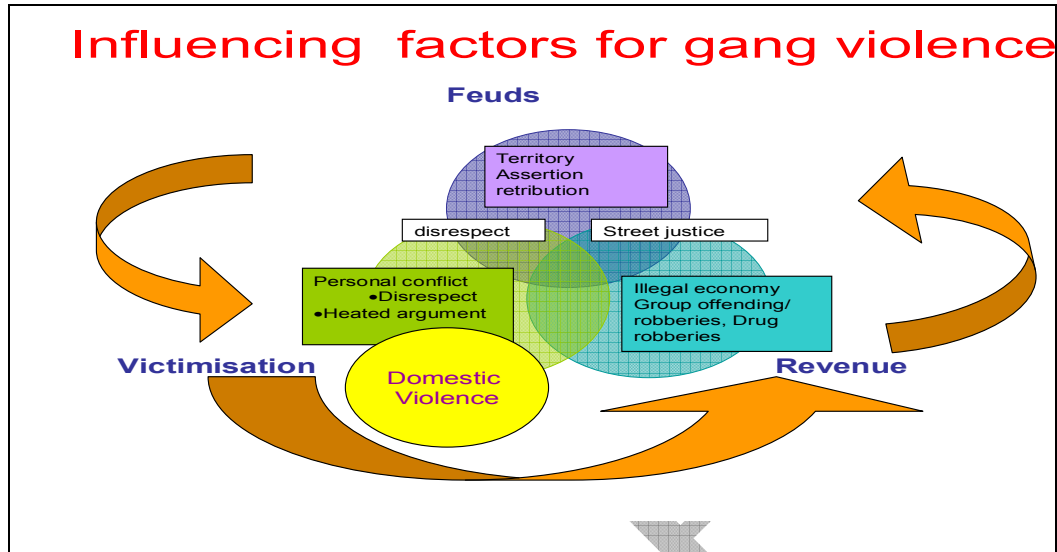 Influencing  factors for gang violence
Feuds
Territory
Assertion
retribution
disrespect
Street justice
Personal conflict
•Disrespect
•Heated argument
Illegal economy
Group offending/
robberies, Drug
robberies
Victimisation
Revenue
Domestic
Violence